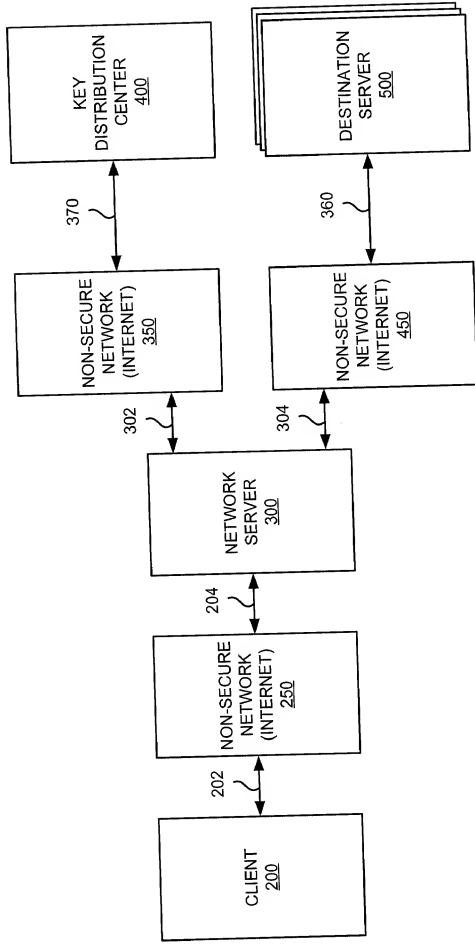 CLIENT
200
202
NON-SECURE
NETWORK
(INTERNET)
250
204
NETWORK
SERVER
300
302
NON-SECURE
NETWORK
(INTERNET)
350
370
KEY
DISTRIBUTION
CENTER
400
304
NON-SECURE
NETWORK
(INTERNET)
450
360
DESTINATION
SERVER
500